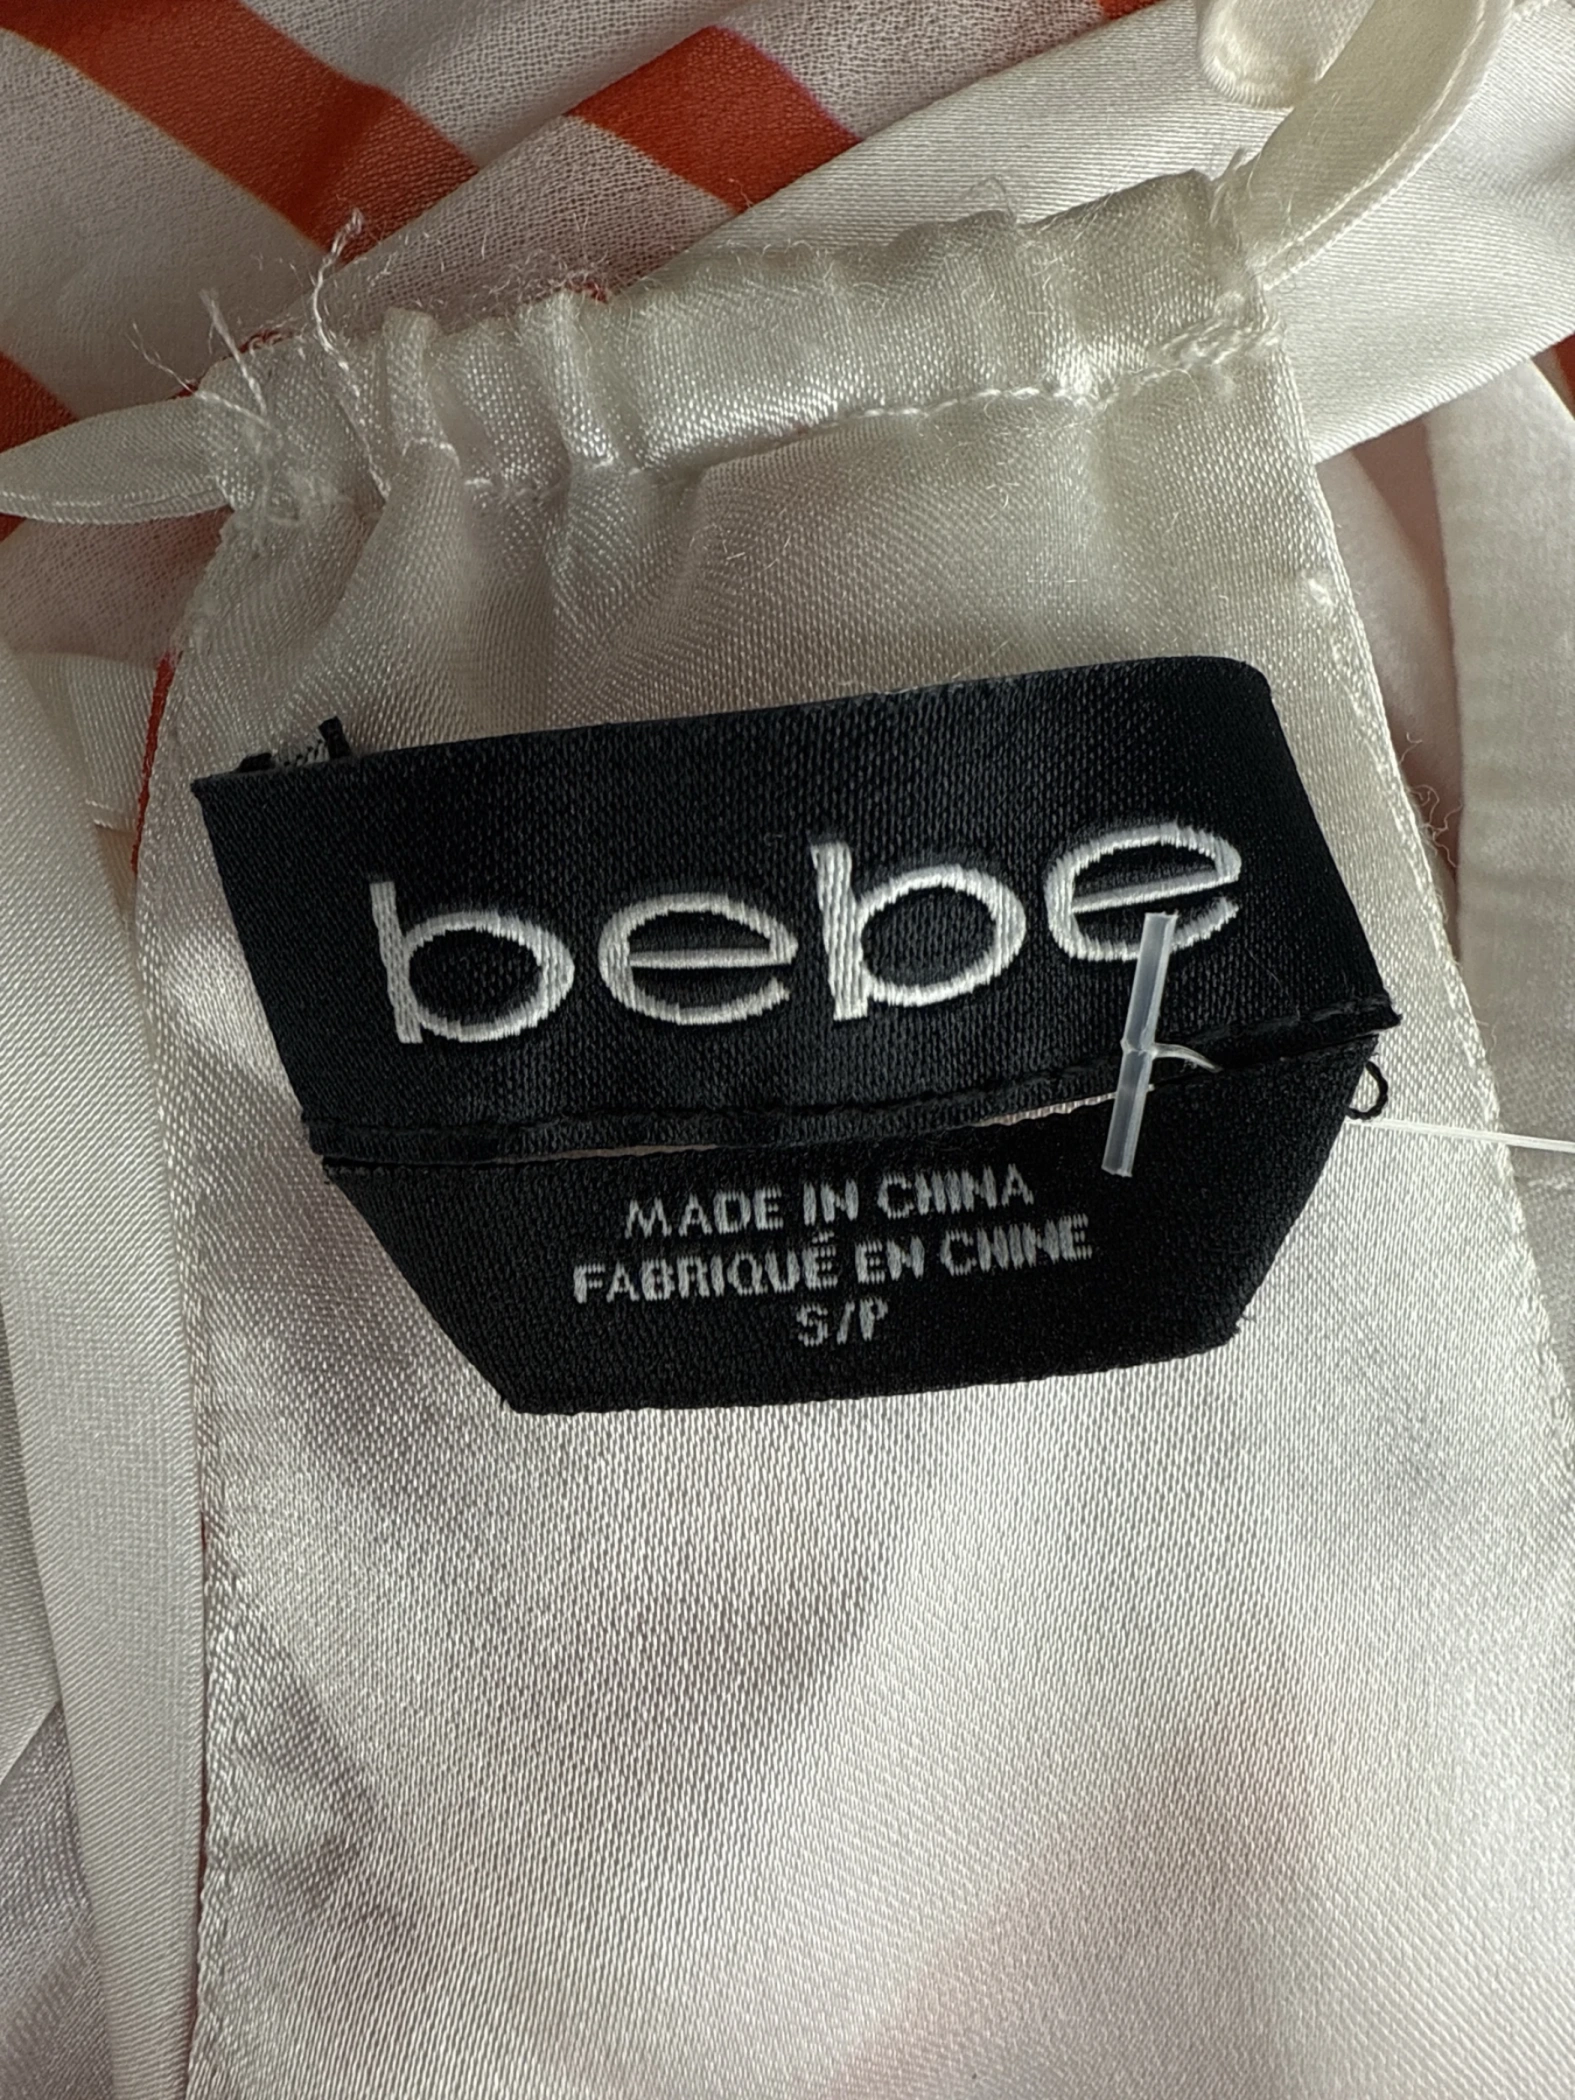 bebe
MADE IN CHINA
FABRIQUÉ EN CHINE
S/P